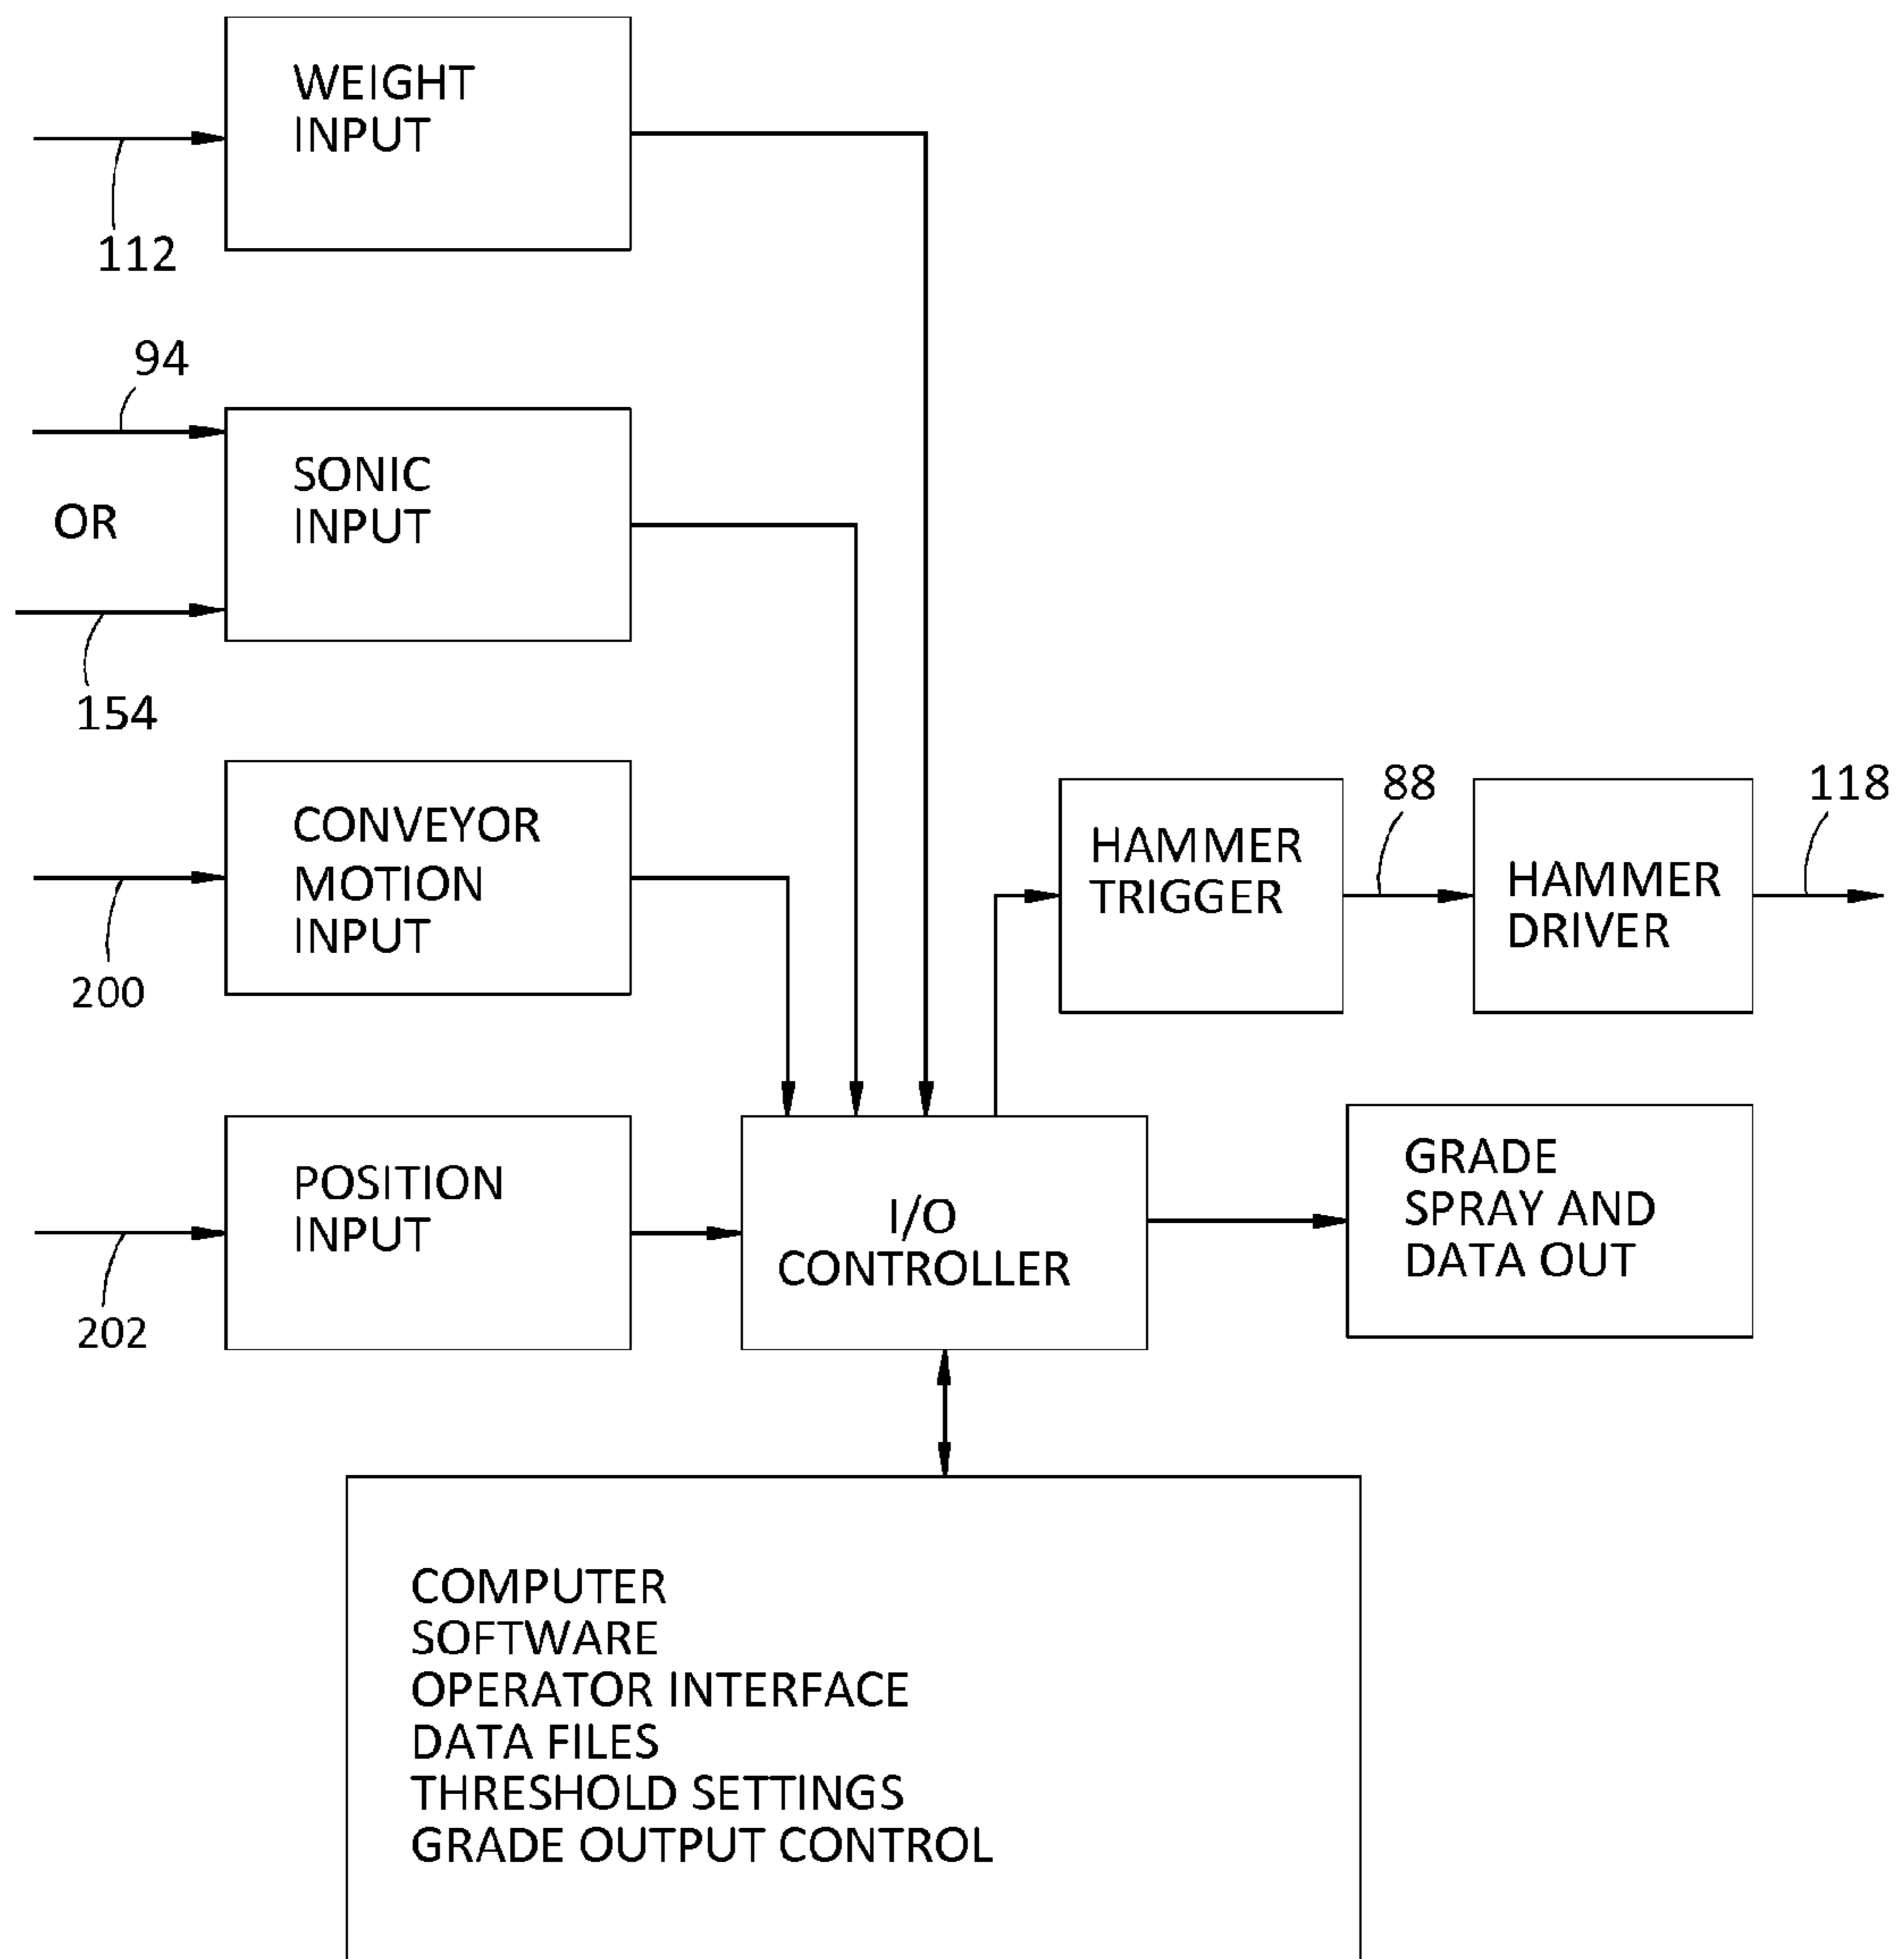 WEIGHT
INPUT
112
94
SONIC
INPUT
OR
154
CONVEYOR
MOTION
INPUT
200
HAMMER
TRIGGER
88
HAMMER
DRIVER
118
POSITION
INPUT
202
I/O
CONTROLLER
GRADE
SPRAY AND
DATA OUT
COMPUTER
SOFTWARE
OPERATOR INTERFACE
DATA FILES
THRESHOLD SETTINGS
GRADE OUTPUT CONTROL